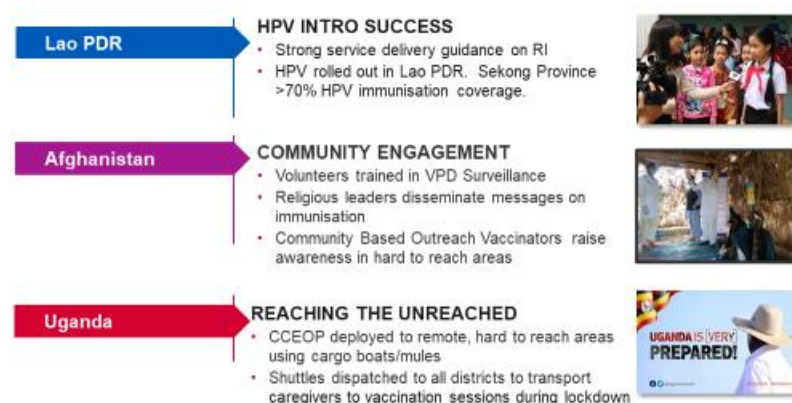 Lao PDR
HPV INTRO SUCCESS
• Strong service delivery guidance on RI
• HPV rolled out in Lao PDR. Sekong Province
>70% HPV immunisation coverage.
Afghanistan
COMMUNITY ENGAGEMENT
• Volunteers trained in VPD Surveillance
• Religious leaders disseminate messages on
immunisation
• Community Based Outreach Vaccinators raise
awareness in hard to reach areas
Uganda
REACHING THE UNREACHED
• CCEOP deployed to remote, hard to reach areas
using cargo boats/mules
• Shuttles dispatched to all districts to transport
caregivers to vaccination sessions during lockdown
UGANDA IS VERY
PREPARED!